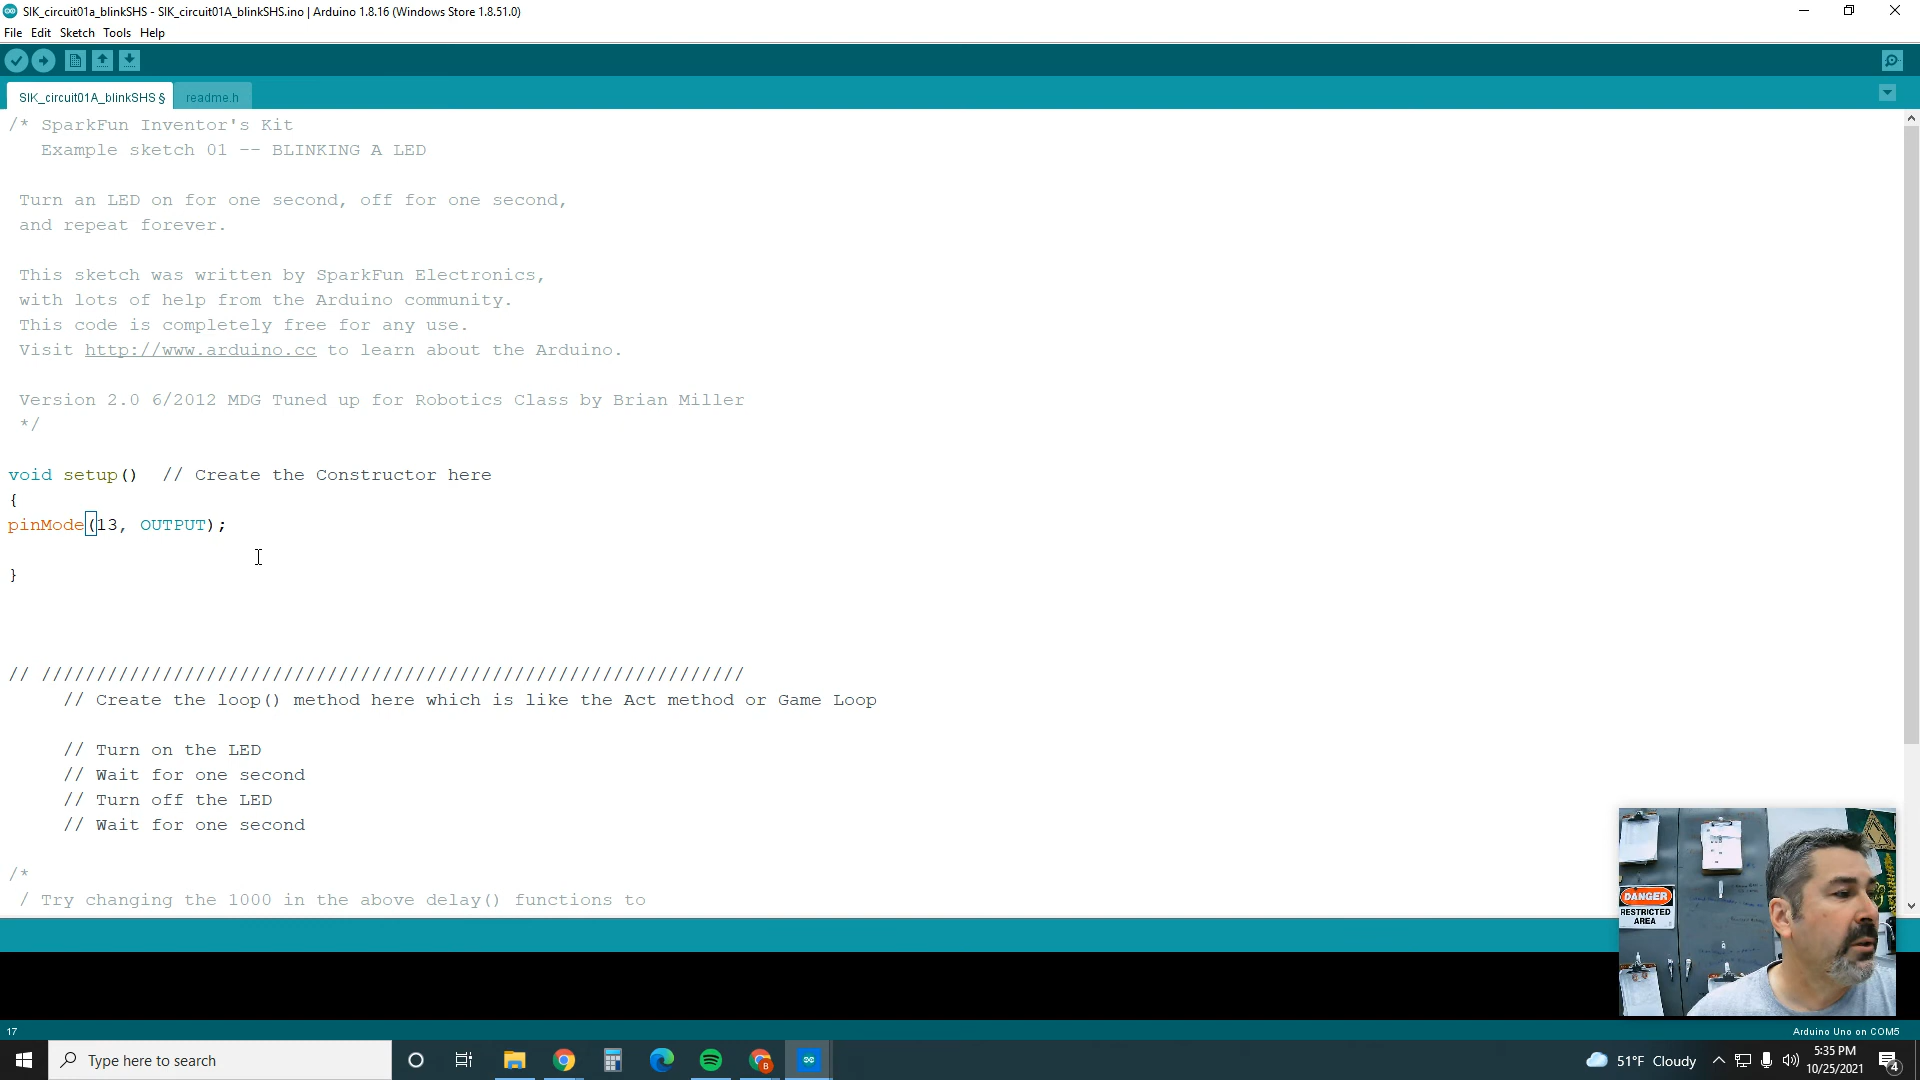 SIK_circuit01a_blinkSHS - SIK_circuit01A_blinkSHS.ino | Arduino 1.8.16 (Windows Store 1.8.51.0)
File Edit Sketch Tools Help
SIK_circuit01A_blinkSHS § readme.h
/* SparkFun Inventor's Kit
Example sketch 01 -- BLINKING A LED
Turn an LED on for one second, off for one second,
and repeat forever.
This sketch was written by SparkFun Electronics,
with lots of help from the Arduino community.
This code is completely free for any use.
Visit http://www.arduino.cc to learn about the Arduino.
Version 2.0 6/2012 MDG Tuned up for Robotics Class by Brian Miller
*/
void setup() // Create the Constructor here
{
pinMode(13, OUTPUT);
}
// ////////////////////////////////////////////////////////////////
// Create the loop() method here which is like the Act method or Game Loop
// Turn on the LED
// Wait for one second
// Turn off the LED
// Wait for one second
/*
/ Try changing the 1000 in the above delay() functions to
DANGER
RESTRICTED
AREA
17
Arduino Uno on COM5
Type here to search
B
51°F Cloudy
5:35 PM
10/25/2021
4